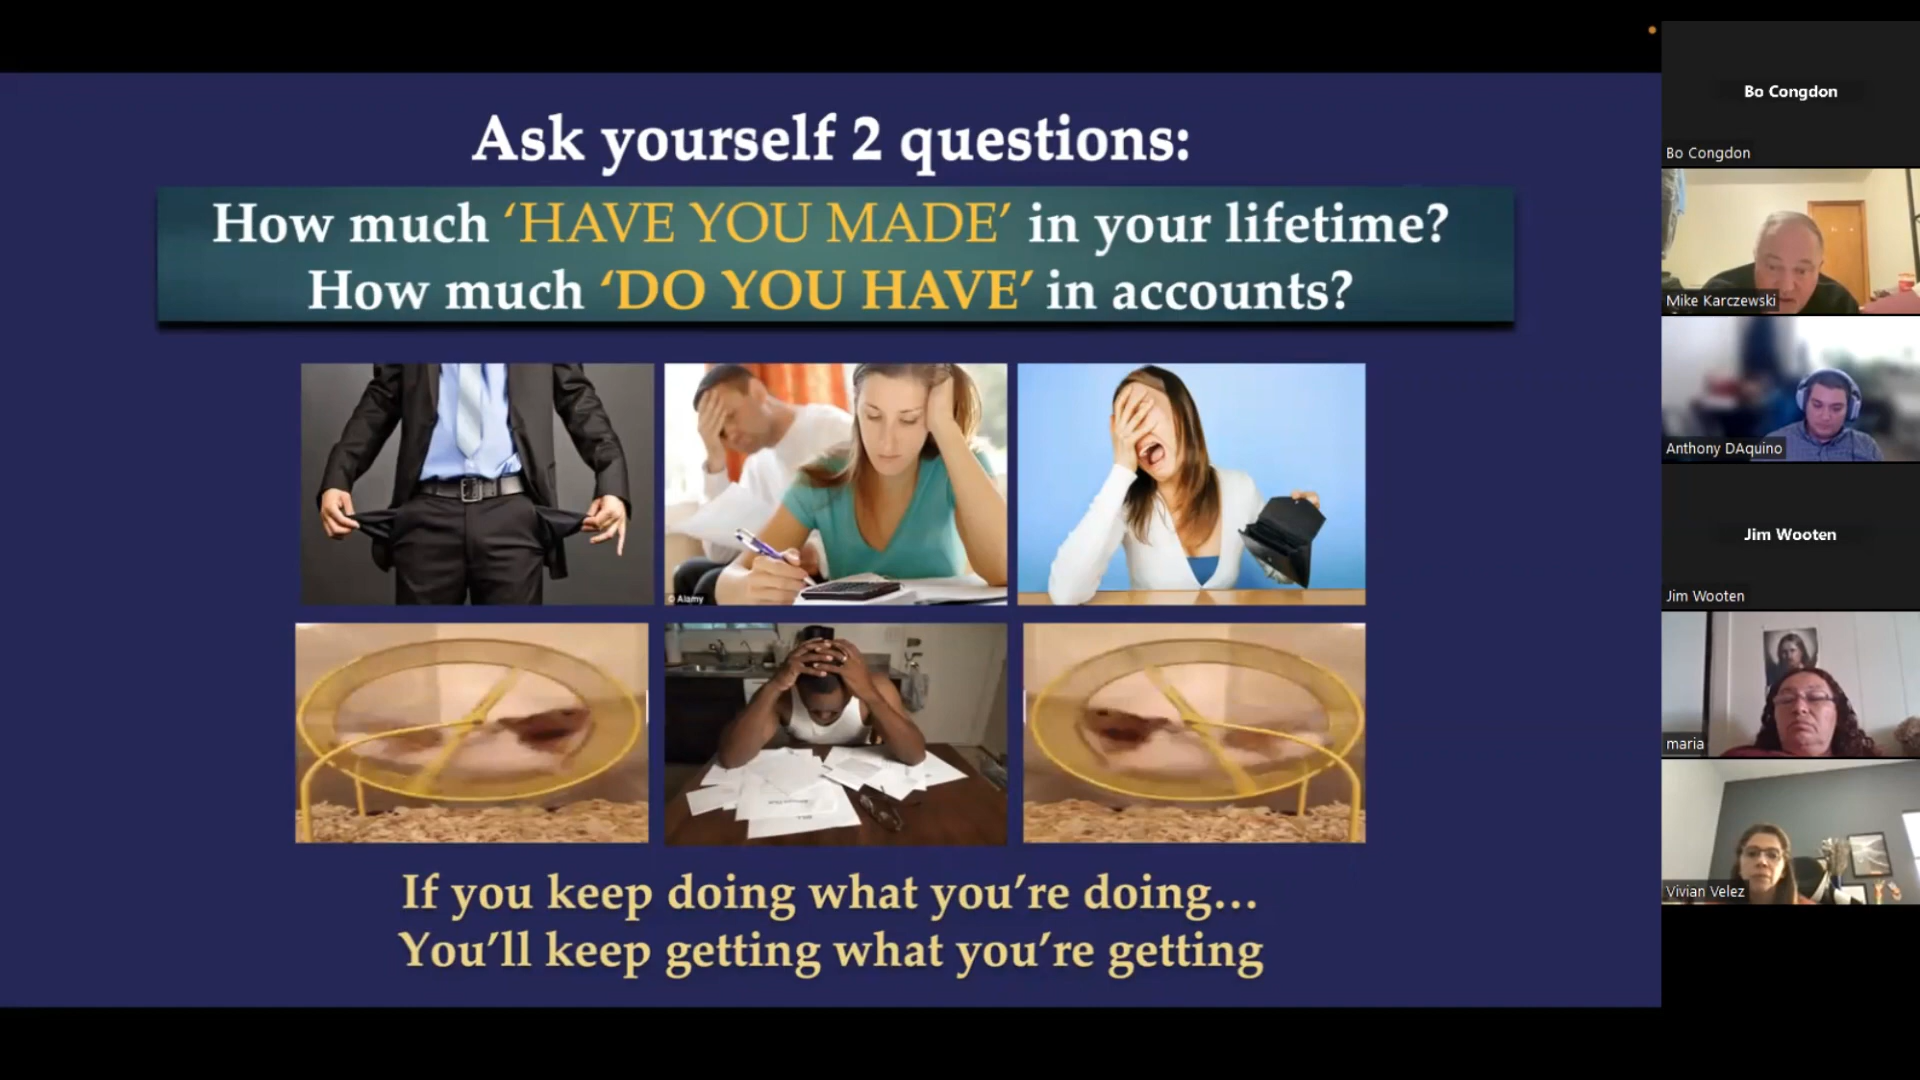 Ask yourself 2 questions:
How much ‘HAVE YOU MADE’ in your lifetime?
How much ‘DO YOU HAVE’ in accounts?
© Alamy
If you keep doing what you’re doing...
You’ll keep getting what you’re getting
Bo Congdon
Bo Congdon
Mike Karczewski
Anthony DAquino
Jim Wooten
Jim Wooten
maria
Vivian Velez